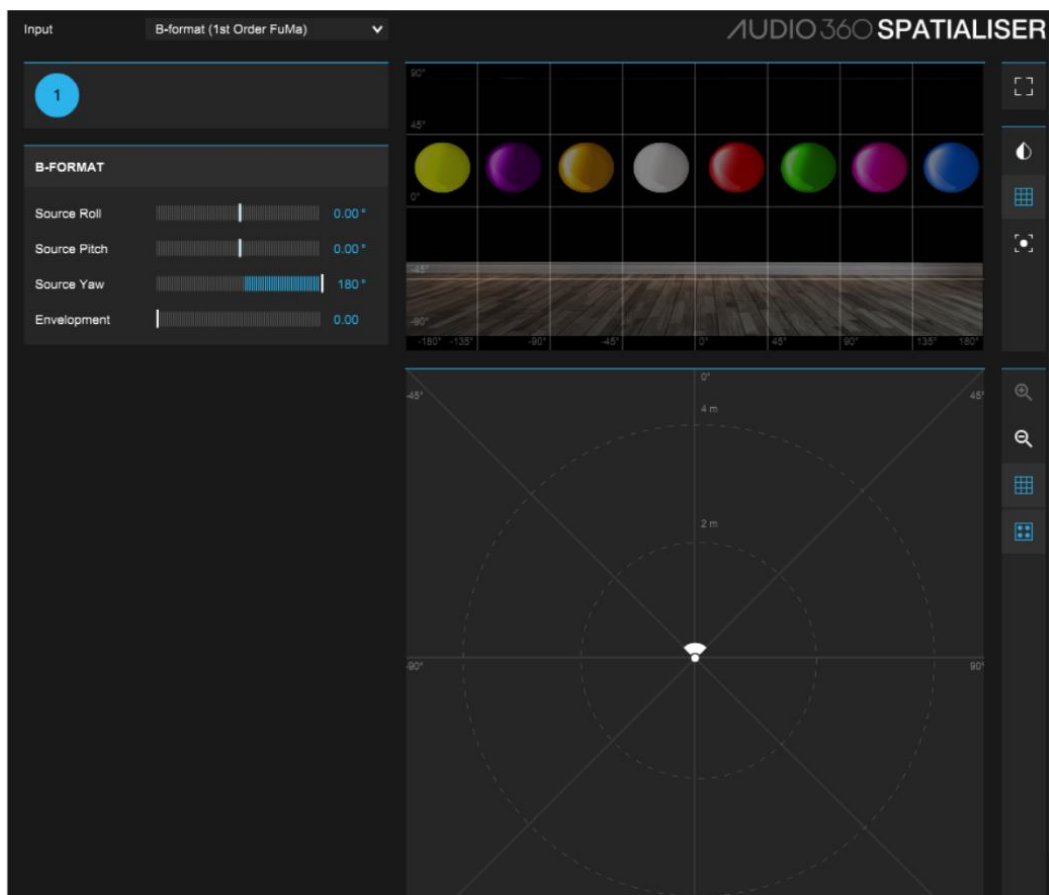 Input B-format (1st Order FuMa) AUDIO360 SPATIALISER
1
B-FORMAT
Source Roll 0.00 °
Source Pitch 0.00 °
Source Yaw 180 °
Envelopment 0.00
90°
45°
0°
-45°
-90°
-180° -135° -90° -45° 0° 45° 90° 135° 180°
0°
-45° 45°
4 m
2 m
-90° 90°